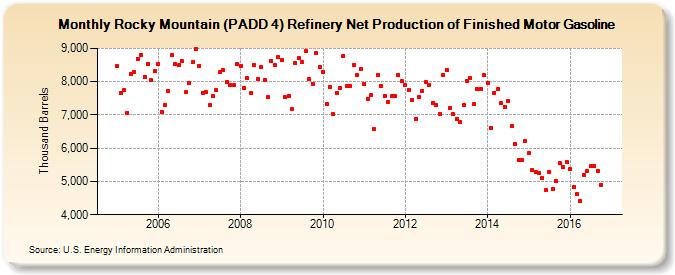 Monthly Rocky Mountain (PADD 4) Refinery Net Production of Finished Motor Gasoline
Thousand Barrels
9,000
8,000
7,000
6,000
5,000
4,000
2006 2008 2010 2012 2014 2016
Source: U.S. Energy Information Administration